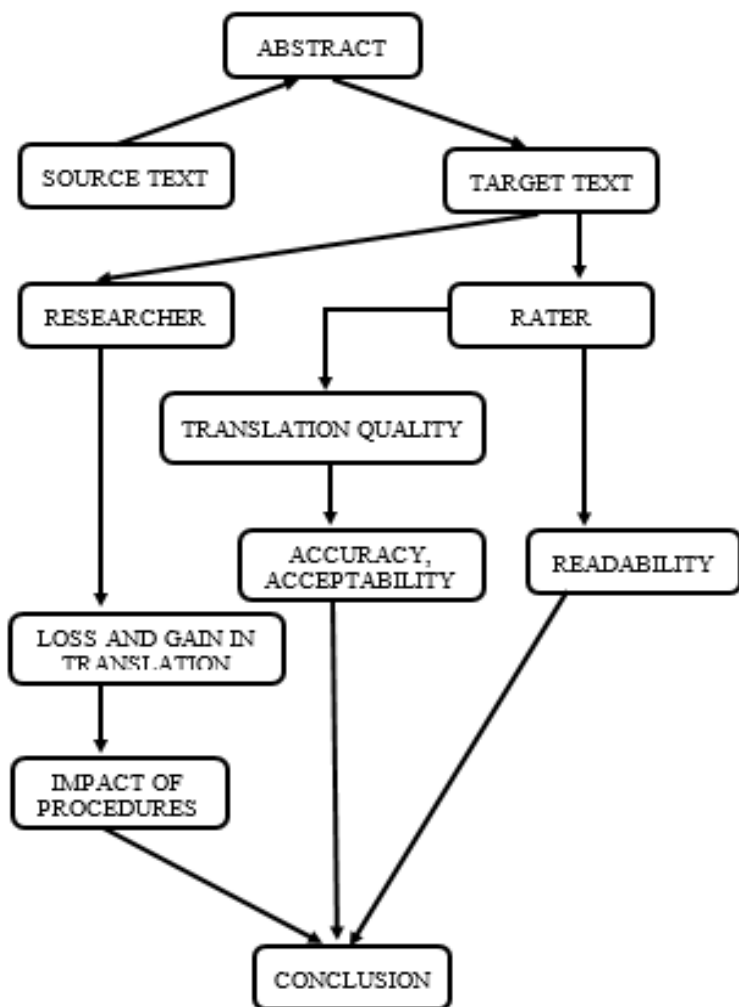 ABSTRACT
SOURCE TEXT
TARGET TEXT
RESEARCHER
RATER
TRANSLATION QUALITY
ACCURACY,
ACCEPTABILITY
READABILITY
LOSS AND GAIN IN
TRANSLATION
IMPACT OF
PROCEDURES
CONCLUSION